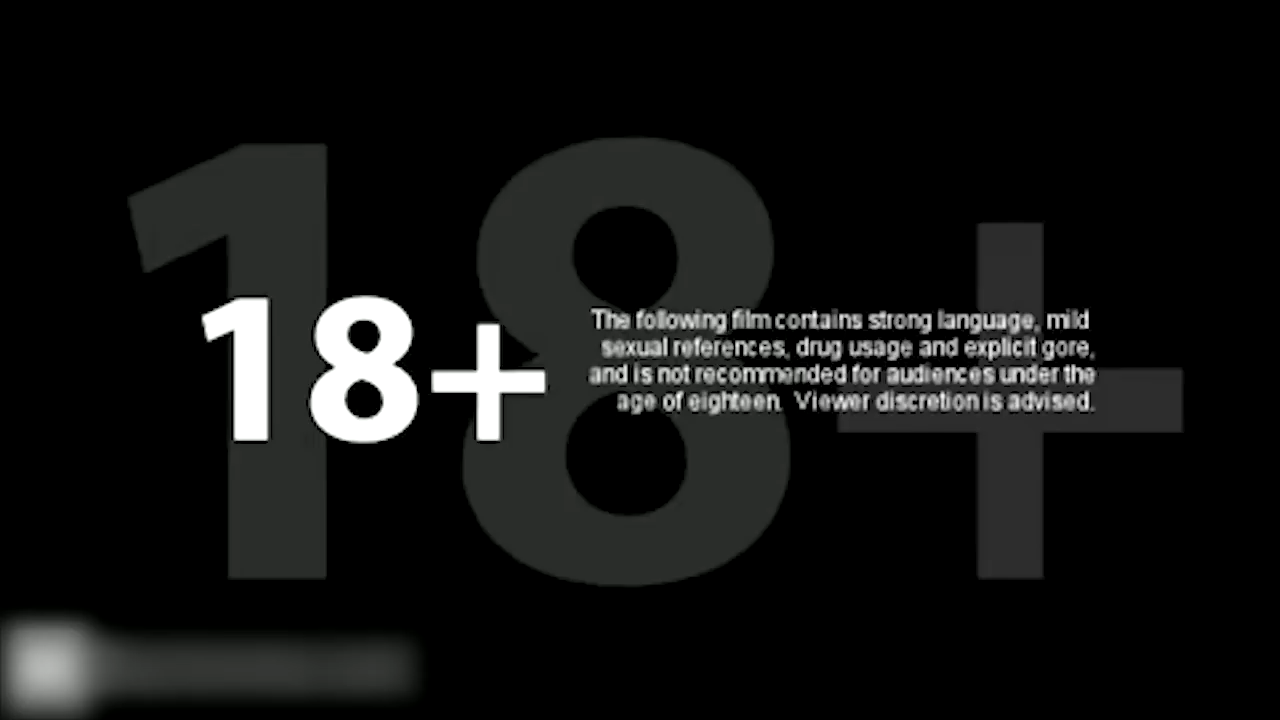 18+
18+
The following film contains strong language, mild
sexual references, drug usage and explicit gore,
and is not recommended for audiences under the
age of eighteen. Viewer discretion is advised.